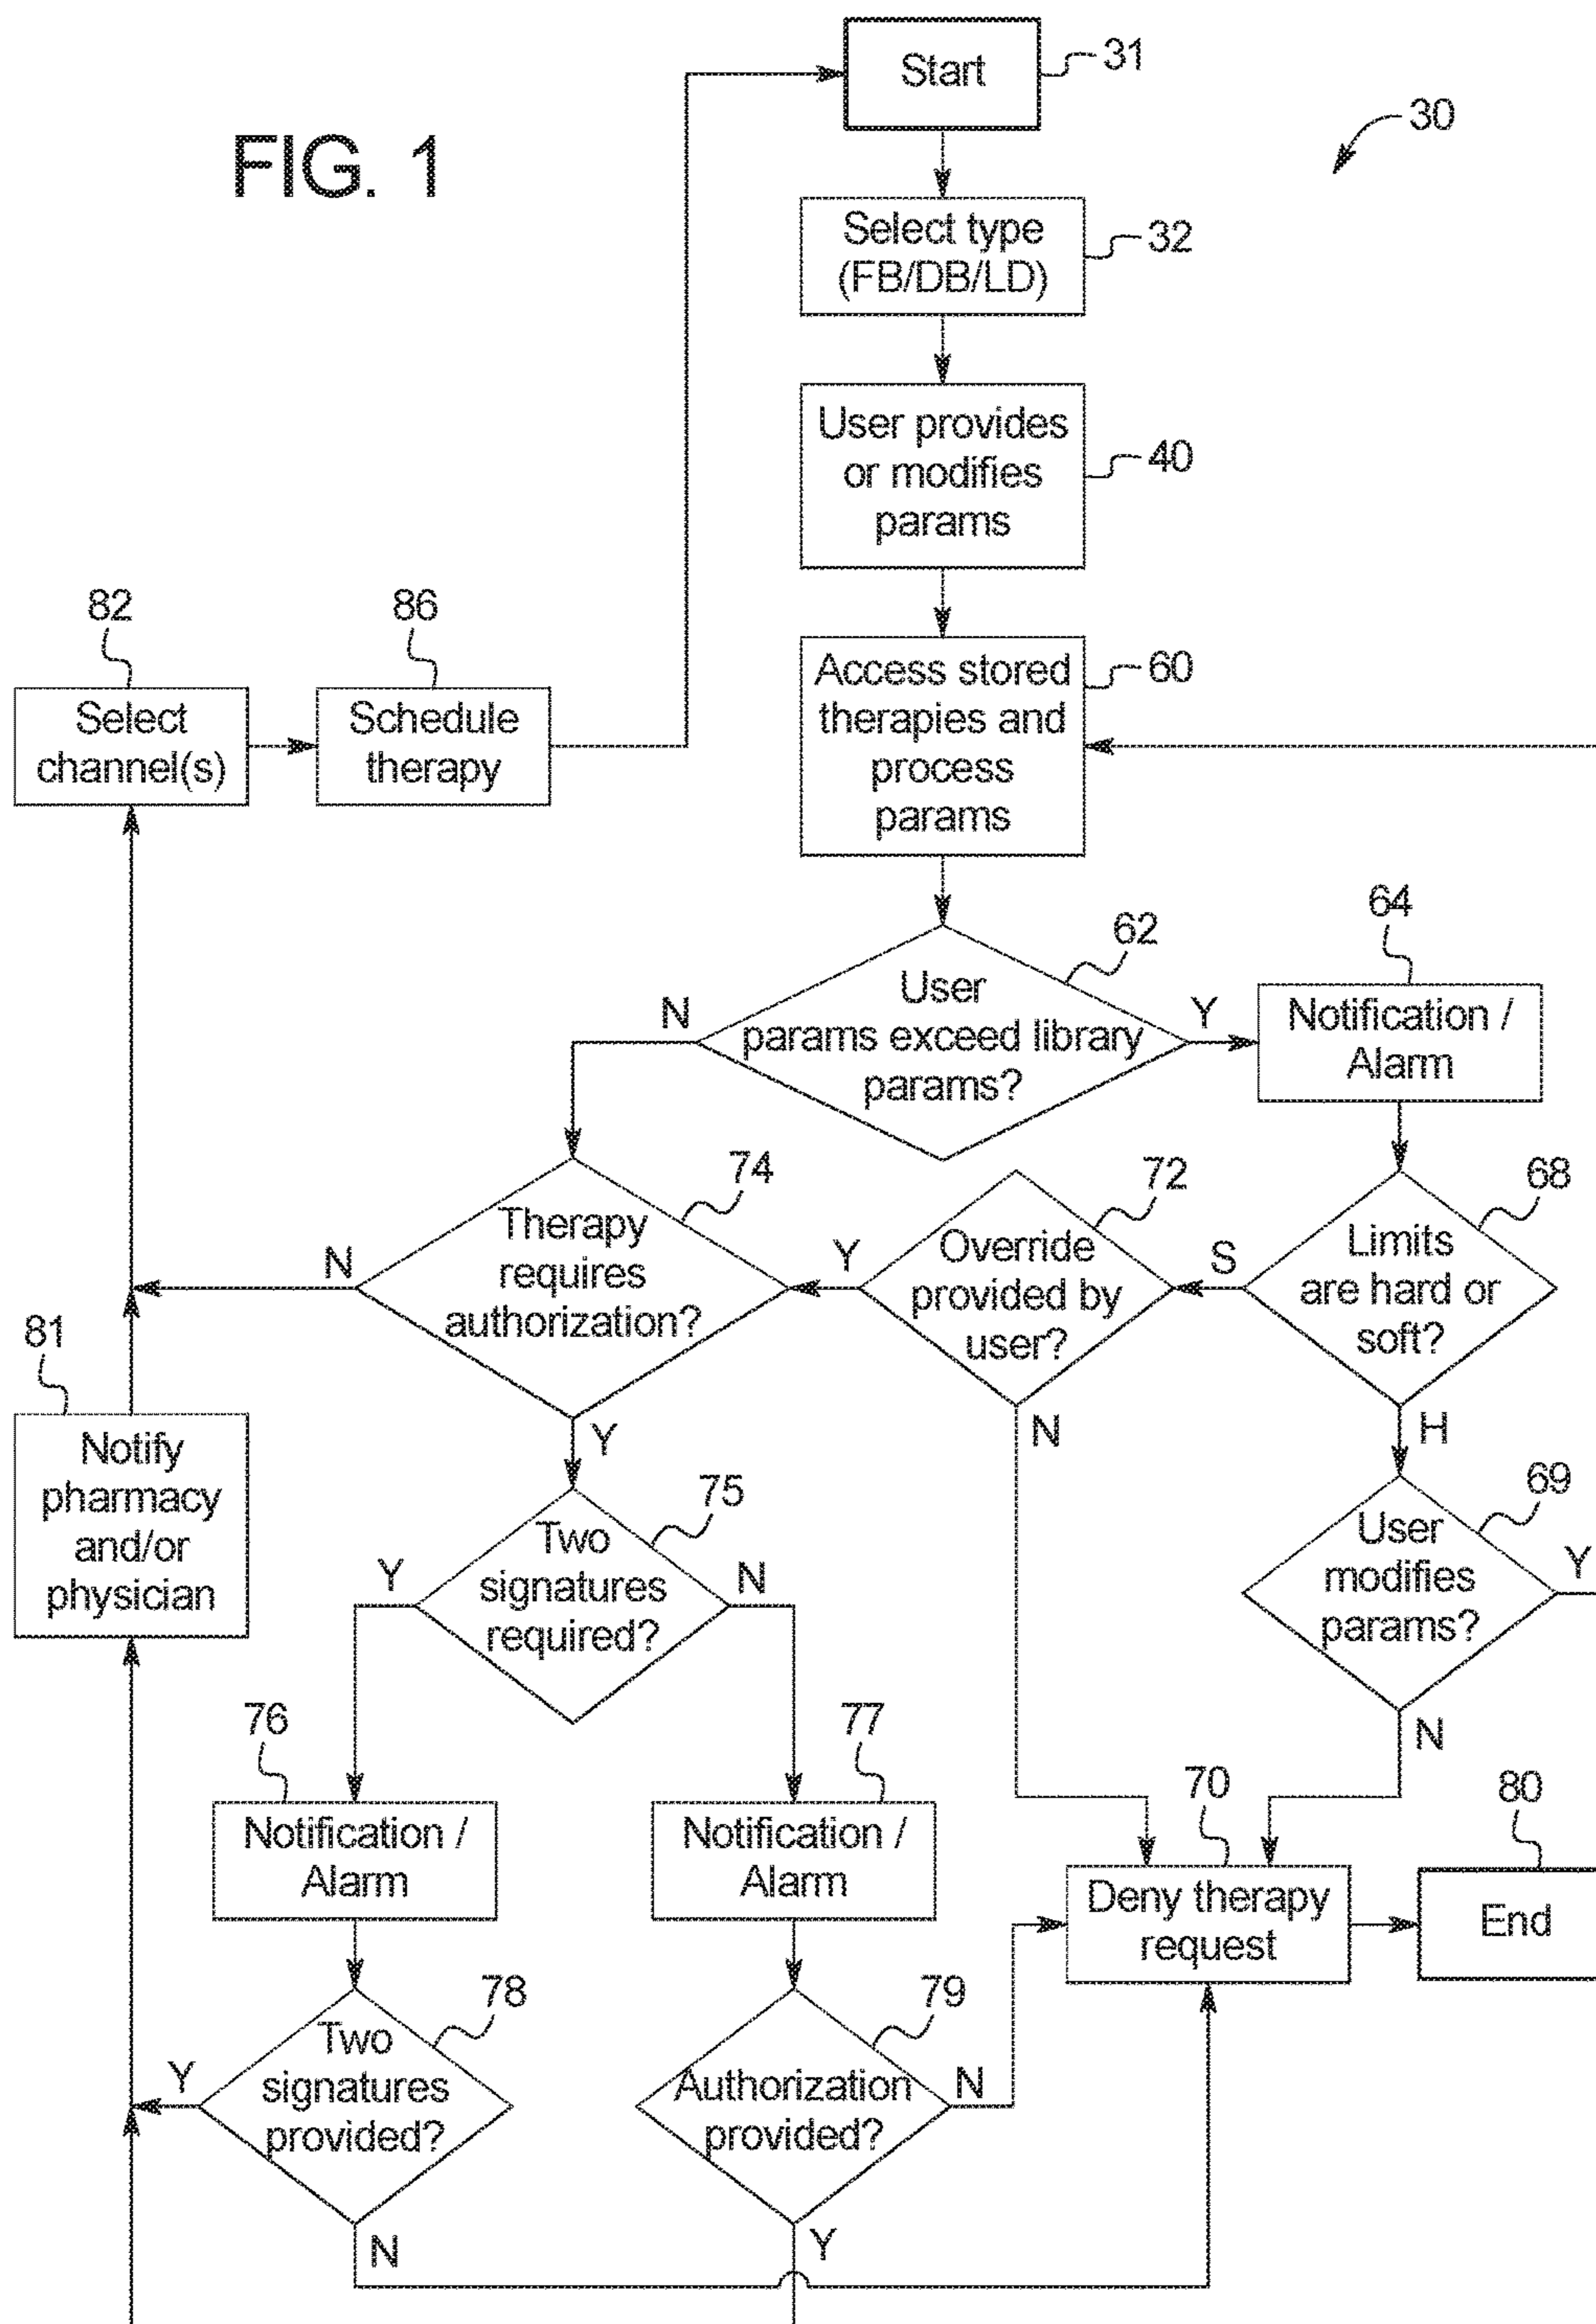 FIG. 1
Start
31
30
Select type
(FB/DB/LD)
32
User provides
or modifies
params
40
82
86
Select
channel(s)
Schedule
therapy
Access stored
therapies and
process
params
60
62
64
User
params exceed library
params?
N
Y
Notification /
Alarm
74
72
68
Therapy
requires
authorization?
N
Y
Override
provided by
user?
Y
N
S
Limits
are hard or
soft?
H
81
Notify
pharmacy
and/or
physician
75
Two
signatures
required?
Y
N
69
User
modifies
params?
Y
N
76
Notification /
Alarm
77
Notification /
Alarm
70
Deny therapy
request
80
End
78
Two
signatures
provided?
Y
N
79
Authorization
provided?
N
Y